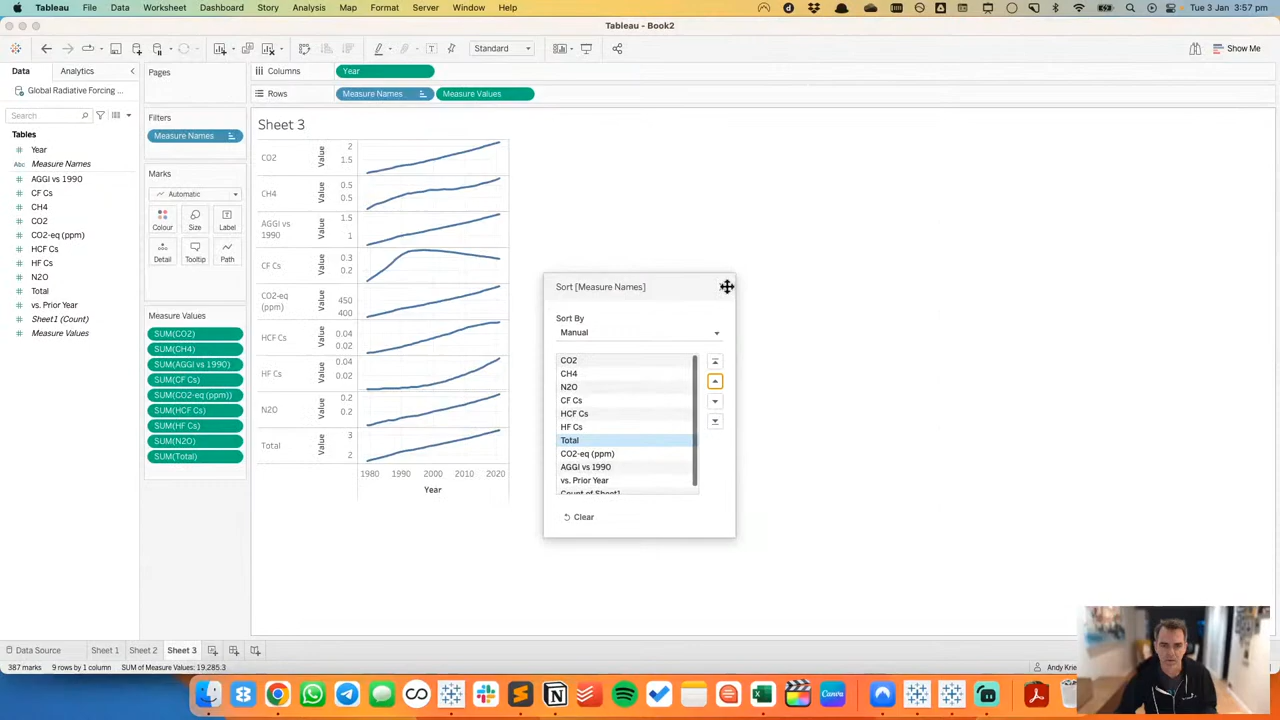 Tableau File Data Worksheet Dashboard Story Analysis Map Format Server Window Help Tue 3 Jan 3:57 pm
Tableau - Book2
Standard Show Me
Data Analytics
Global Radiative Forcing ...
Search
Tables
Year
Abc Measure Names
AGGI vs 1990
CF Cs
CH4
CO2
CO2-eq (ppm)
HCF Cs
HF Cs
N2O
Total
vs. Prior Year
Sheet1 (Count)
Measure Values
Pages
Filters
Measure Names
Marks
Automatic
Colour Size Label
Detail Tooltip Path
Measure Values
SUM(CO2)
SUM(CH4)
SUM(AGGI vs 1990)
SUM(CF Cs)
SUM(CO2-eq (ppm))
SUM(HCF Cs)
SUM(HF Cs)
SUM(N2O)
SUM(Total)
Columns Year
Rows Measure Names Measure Values
Sheet 3
CO2 Value 2 1.5
CH4 Value 0.5 0.5
AGGI vs 1990 Value 1.5 1
CF Cs Value 0.3 0.2
CO2-eq (ppm) Value 450 400
HCF Cs Value 0.04 0.02
HF Cs Value 0.04 0.02
N2O Value 0.2 0.2
Total Value 3 2
1980 1990 2000 2010 2020
Year
Sort [Measure Names]
Sort By
Manual
CO2
CH4
N2O
CF Cs
HCF Cs
HF Cs
Total
CO2-eq (ppm)
AGGI vs 1990
vs. Prior Year
Count of Sheet1
Clear
Data Source Sheet 1 Sheet 2 Sheet 3
387 marks 9 rows by 1 column SUM of Measure Values: 19,285.3 Andy Krie
Canva